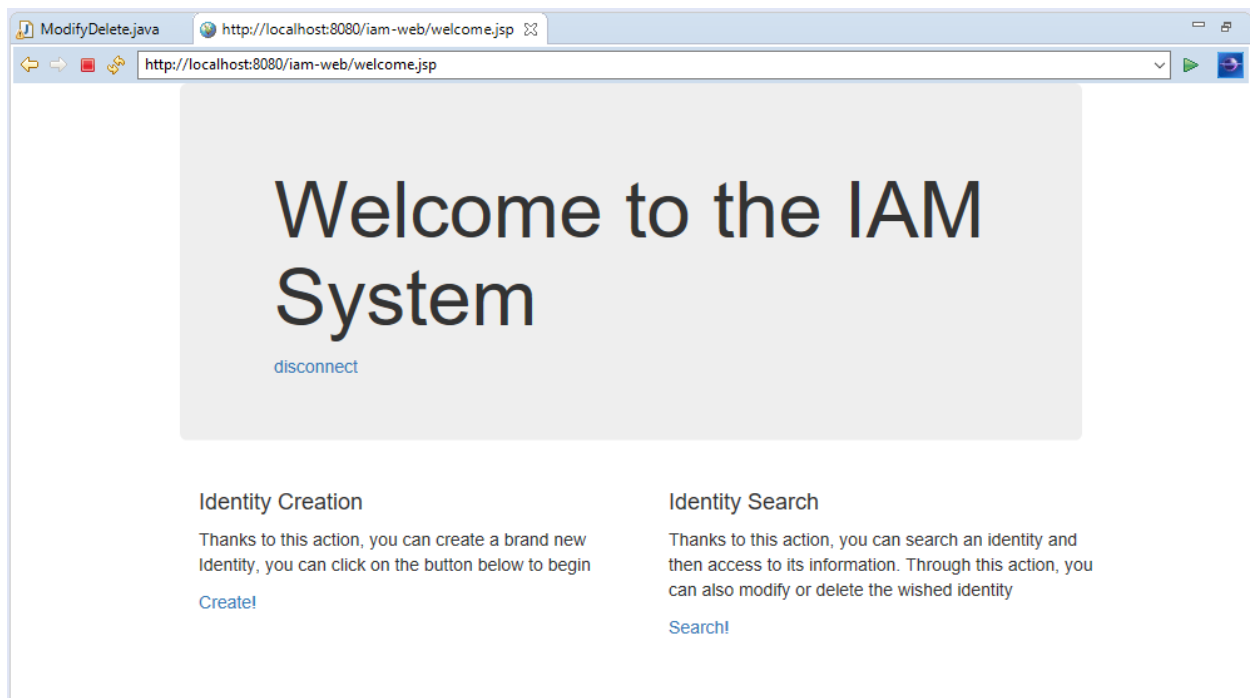 ModifyDelete.java
http://localhost:8080/iam-web/welcome.jsp
http://localhost:8080/iam-web/welcome.jsp
Welcome to the IAM
System
disconnect
Identity Creation
Thanks to this action, you can create a brand new
Identity, you can click on the button below to begin
Create!
Identity Search
Thanks to this action, you can search an identity and
then access to its information. Through this action, you
can also modify or delete the wished identity
Search!